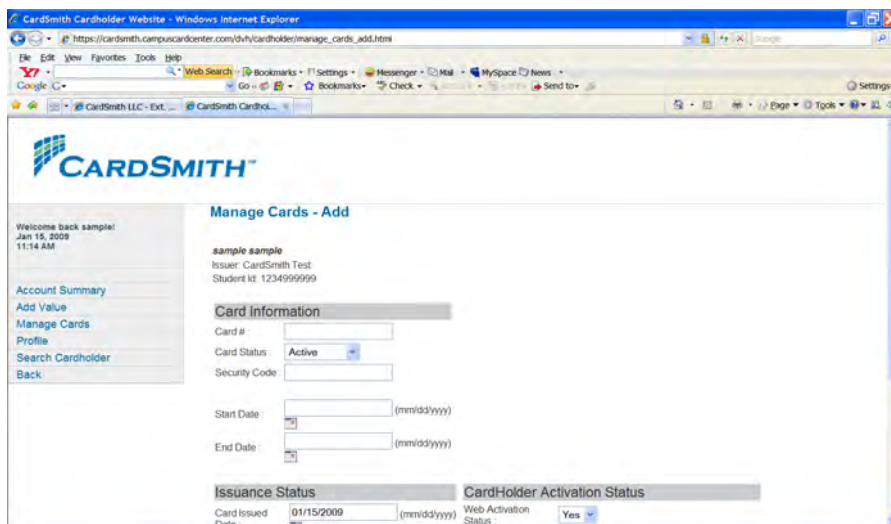 CardSmith Cardholder Website - Windows Internet Explorer
https://cardsmith.campuscardcenter.com/dvh/cardholder/manage_cards_add.html
File Edit View Favorites Tools Help
Web Search Bookmarks Settings Messenger Mail MySpace News
Google Go Bookmarks Check Send to Settings
CardSmith LLC - Ext. ... CardSmith Cardhol... Page Tools
CARDSMITH
Manage Cards - Add
Welcome back sample!
Jan 15, 2009
11:14 AM
sample sample
Issuer: CardSmith Test
Student Id: 1234999999
Account Summary
Add Value
Manage Cards
Profile
Search Cardholder
Back
Card Information
Card # :
Card Status : Active
Security Code :
Start Date : (mm/dd/yyyy)
End Date : (mm/dd/yyyy)
Issuance Status CardHolder Activation Status
Card Issued Date : 01/15/2009 (mm/dd/yyyy) Web Activation Status : Yes